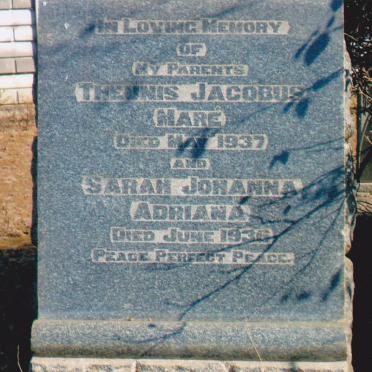 In Loving Memory
of
My Parents
Theunis Jacobus
Maré
Died May 1937
and
Sarah Johanna
Adriana
Died June 1936
Peace Perfect Peace.